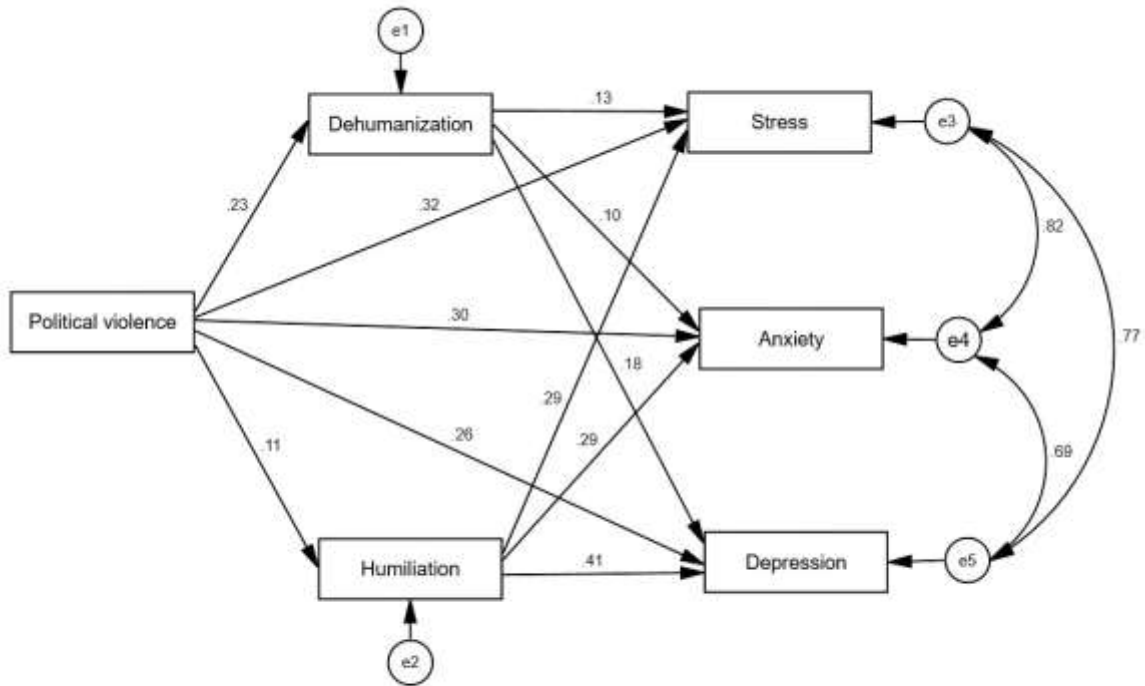 e1
Dehumanization
.13
Stress
e3
.23
.32
.10
.82
Political violence
.30
Anxiety
e4
.77
.18
.29
.11
.26
.29
.69
Humiliation
.41
Depression
e5
e2